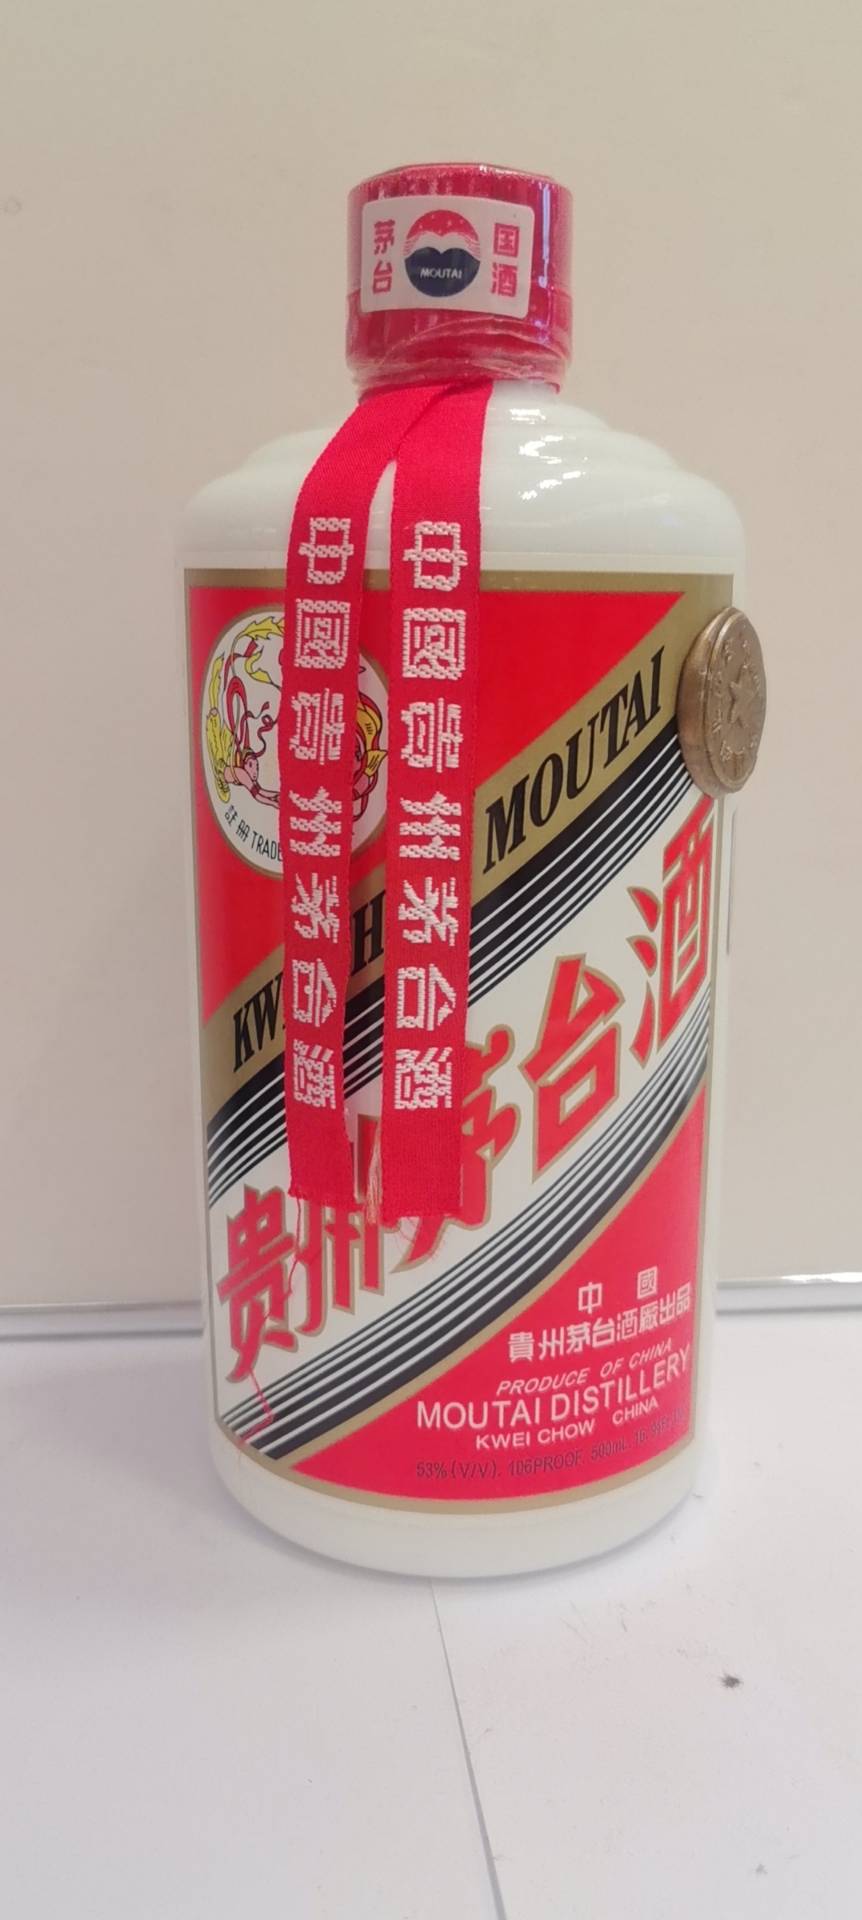 茅台
MOUTAI
国酒
中國貴州茅台酒
中國貴州茅台酒
MOUTAI
贵州茅台酒
中國
貴州茅台酒廠出品
PRODUCE OF CHINA
MOUTAI DISTILLERY
KWEI CHOW CHINA
53%(V/V). 106PROOF. 500mL.